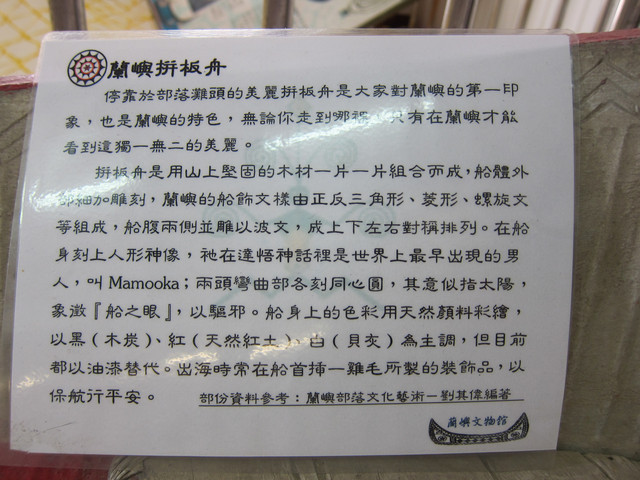 蘭嶼拼板舟
停靠於部落灘頭的美麗拼板舟是大家對蘭嶼的第一印
象，也是蘭嶼的特色，無論你走到哪裡，只有在蘭嶼才能
看到這獨一無二的美麗。
拼板舟是用山上堅固的木材一片一片組合而成，船體外
部細加雕刻，蘭嶼的船飾文樣由正反三角形、菱形、螺旋文
等組成，船腹兩側並雕以波文，成上下左右對稱排列。在船
身刻上人形神像，祂在達悟神話裡是世界上最早出現的男
人，叫 Mamooka；兩頭彎曲部各刻同心圓，其意似指太陽，
象徵『船之眼』，以驅邪。船身上的色彩用天然顏料彩繪，
以黑（木炭）、紅（天然紅土）、白（貝灰）為主調，但目前
都以油漆替代。出海時常在船首揷一雞毛所製的裝飾品，以
保航行平安。
部份資料參考：蘭嶼部落文化藝術－劉其偉編著
蘭嶼文物館